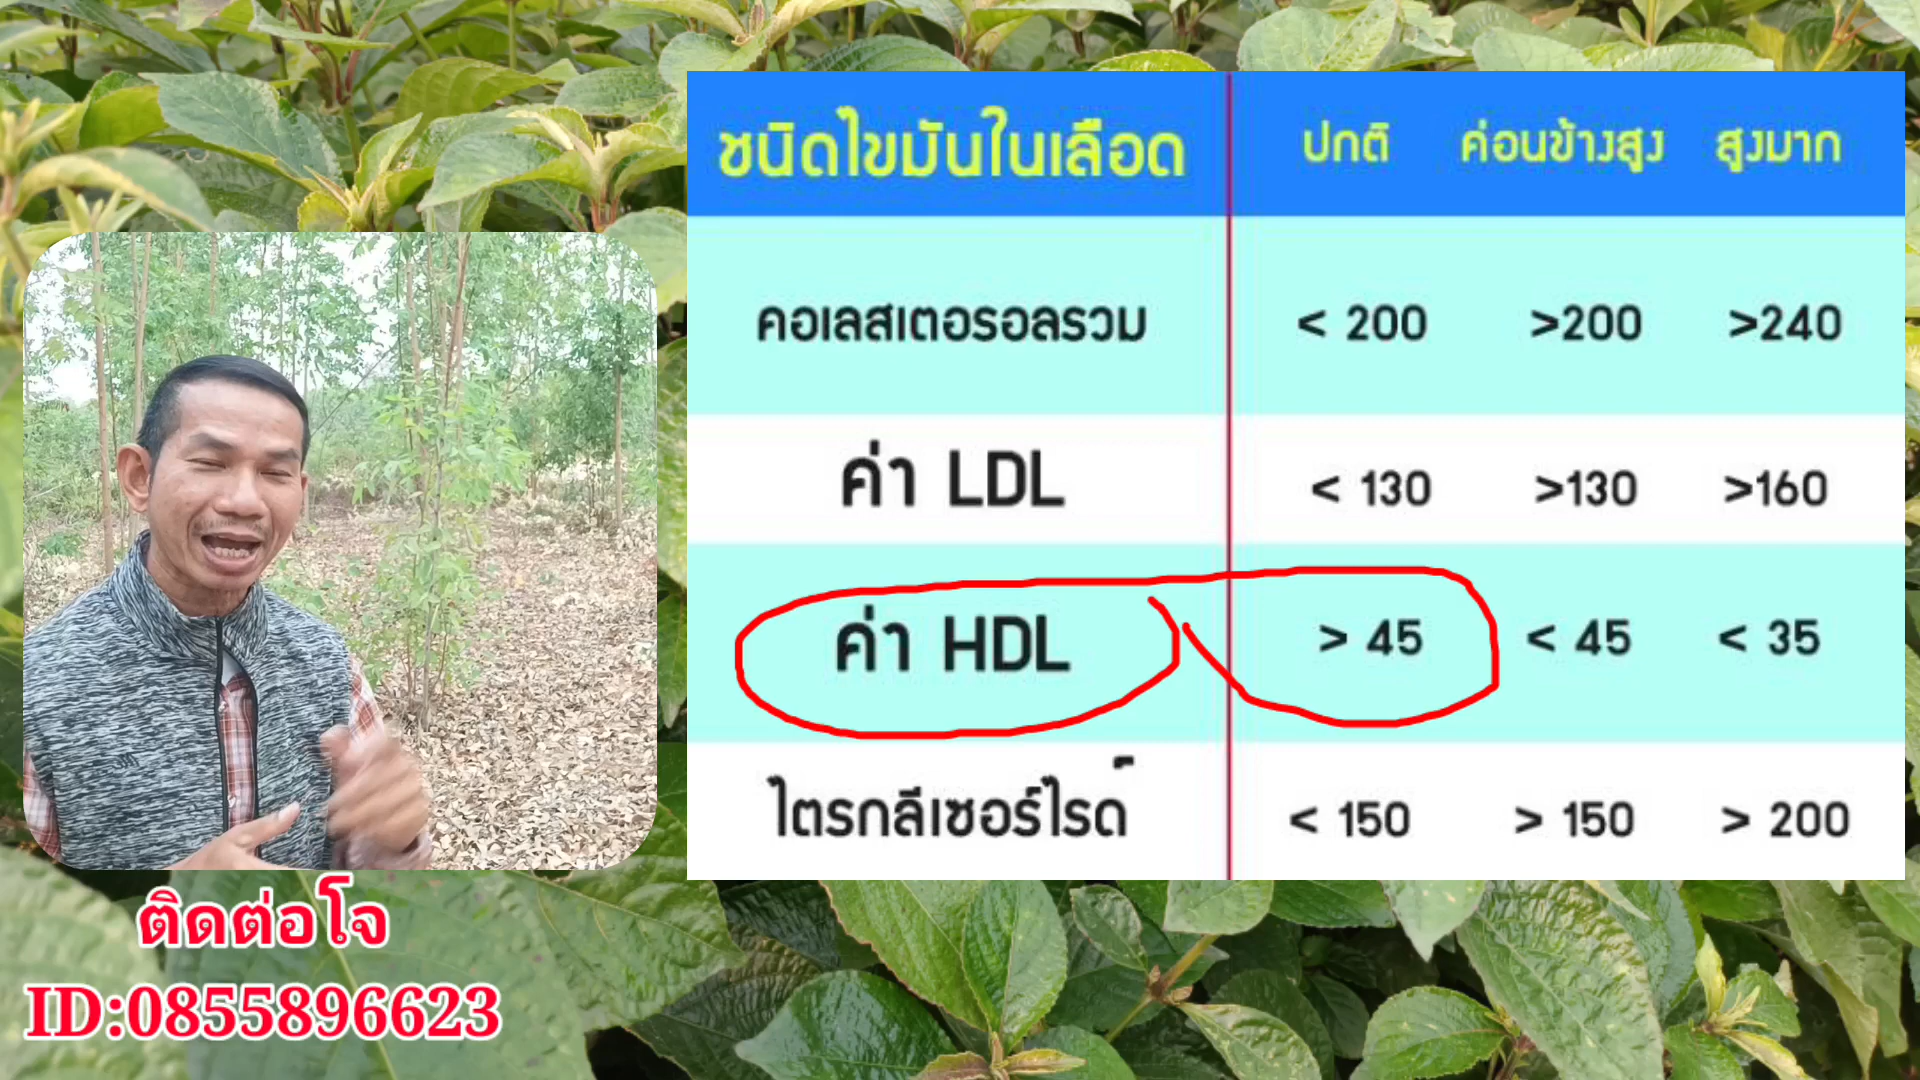 ชนิดไขมันในเลือด ปกติ ค่อนข้างสูง สูงมาก
คอเลสเตอรอลรวม < 200 >200 >240
ค่า LDL < 130 >130 >160
ค่า HDL > 45 < 45 < 35
ไตรกลีเซอร์ไรด์ < 150 > 150 > 200
ติดต่อโจ
ID:0855896623